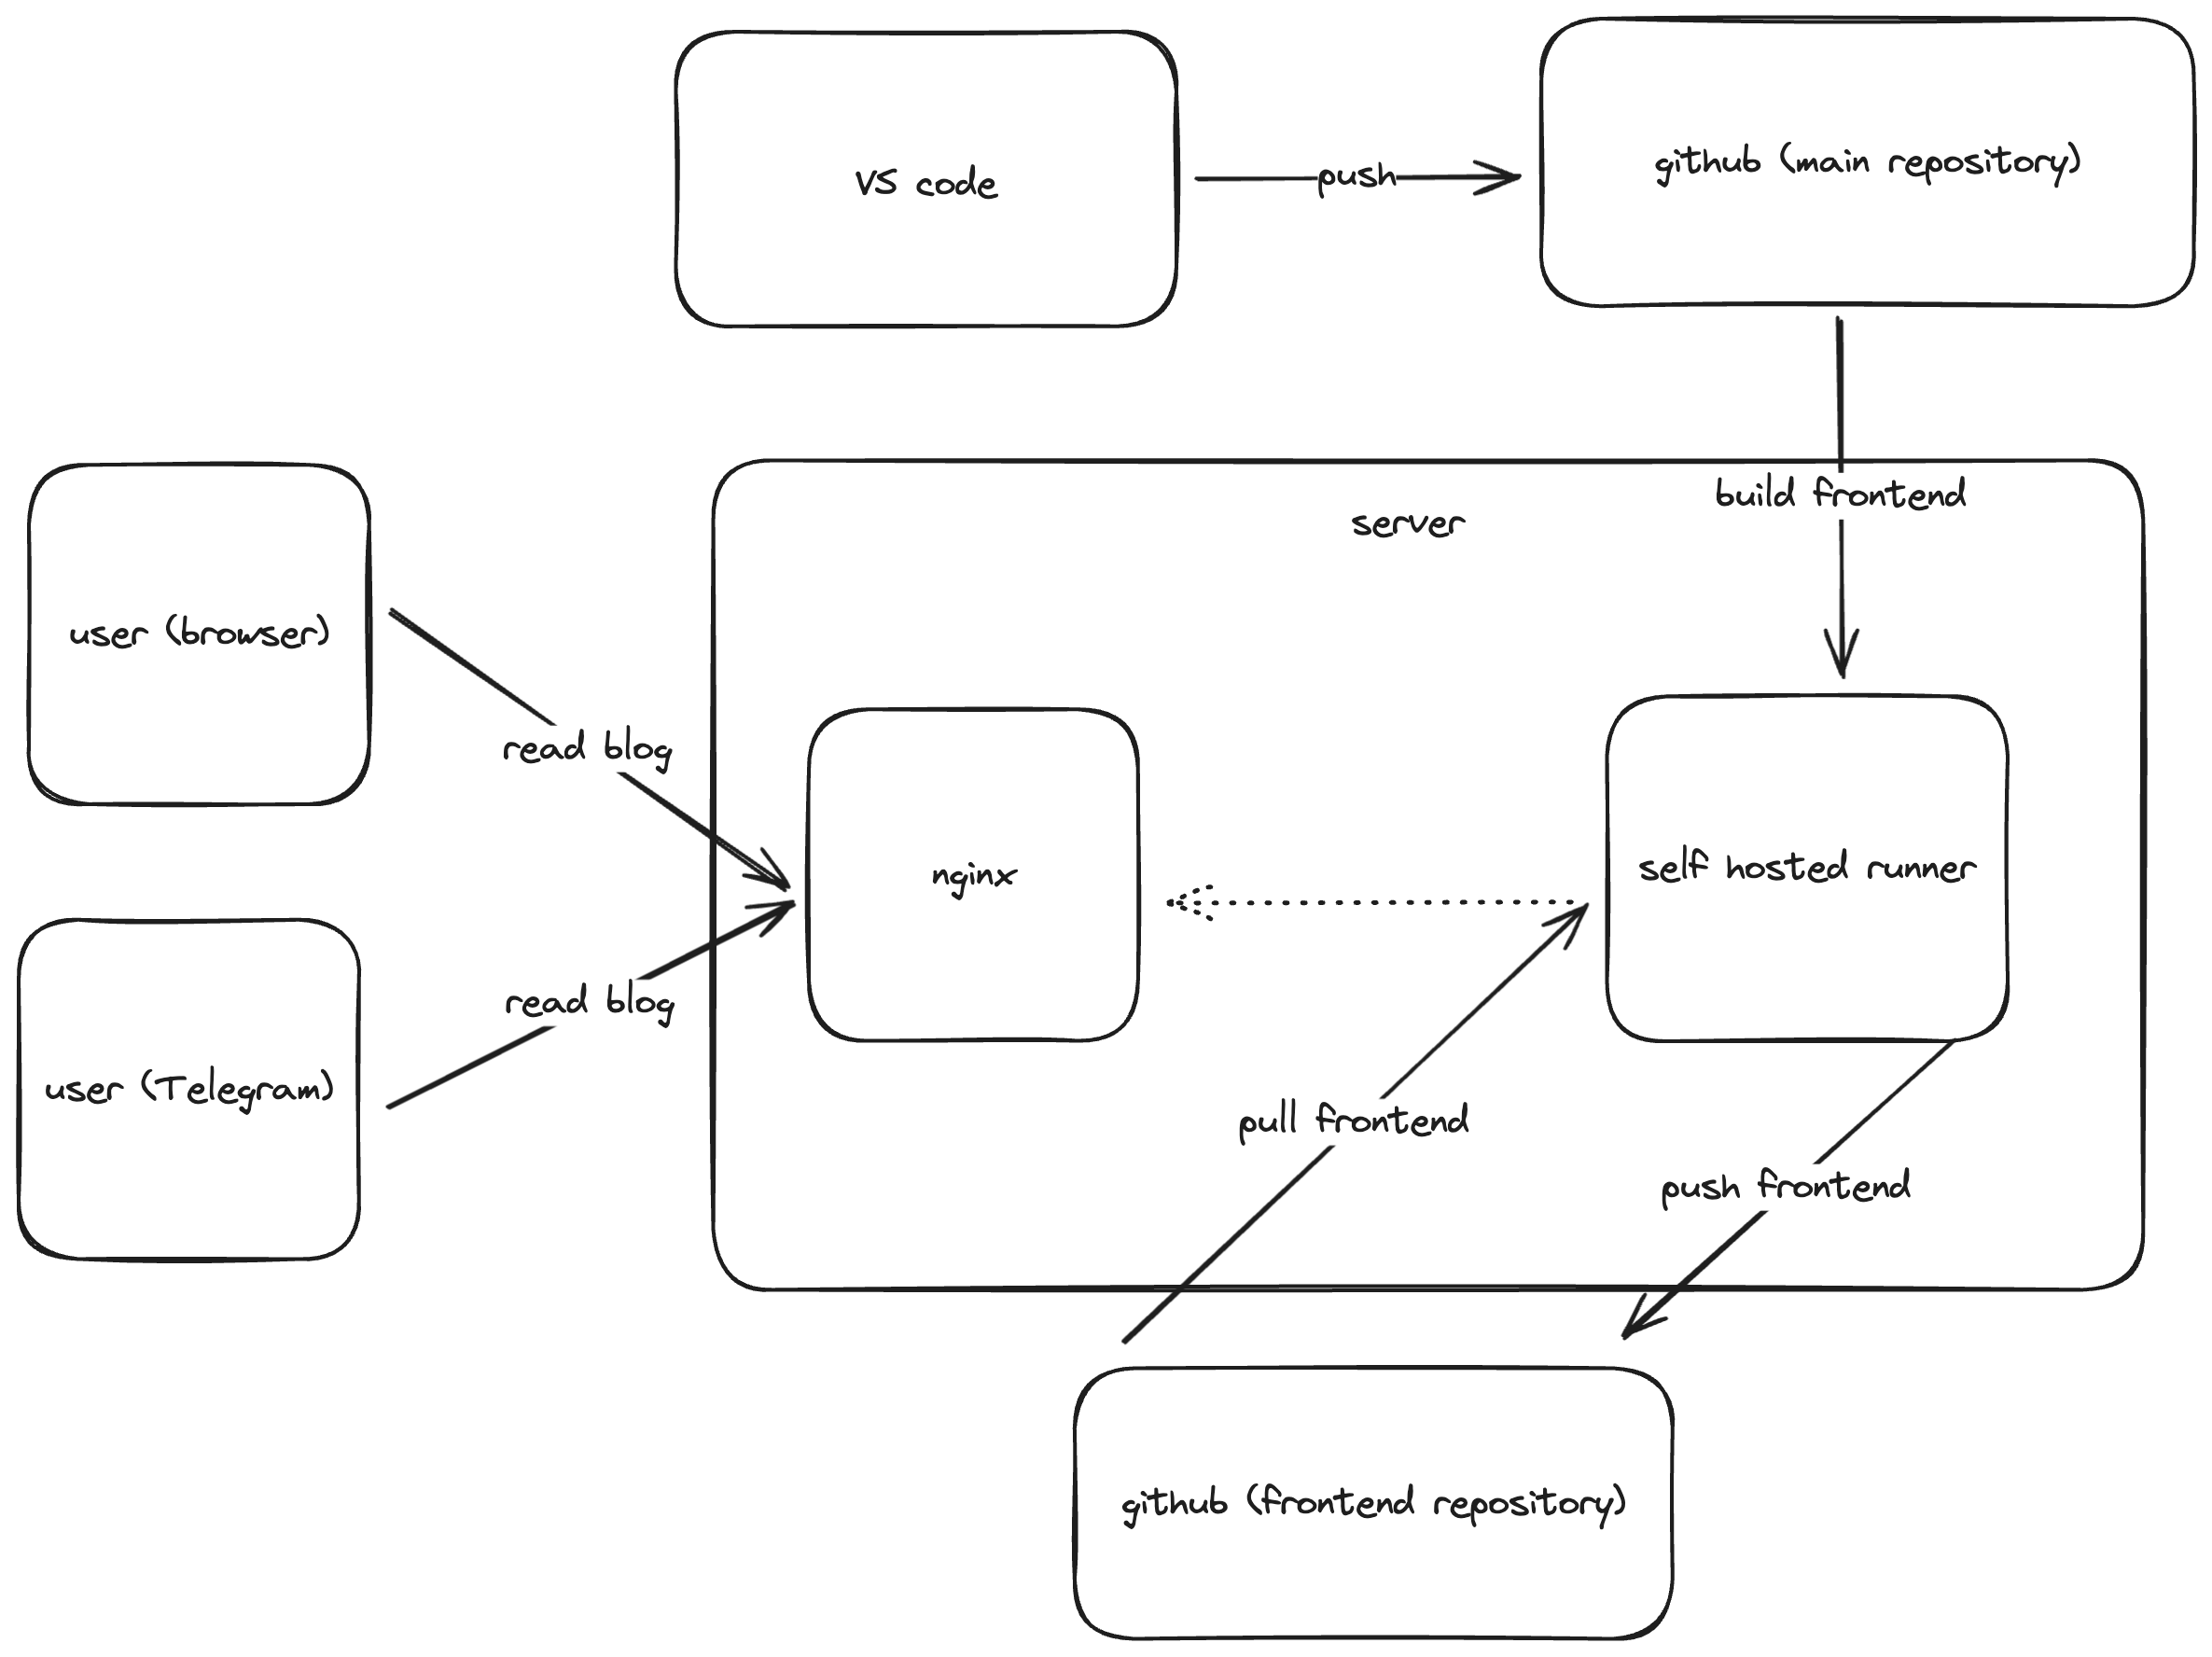 VS code
push
github (main repository)
build frontend
server
user (browser)
read blog
nginx
self hosted runner
read blog
user (Telegram)
pull frontend
push frontend
github (frontend repository)